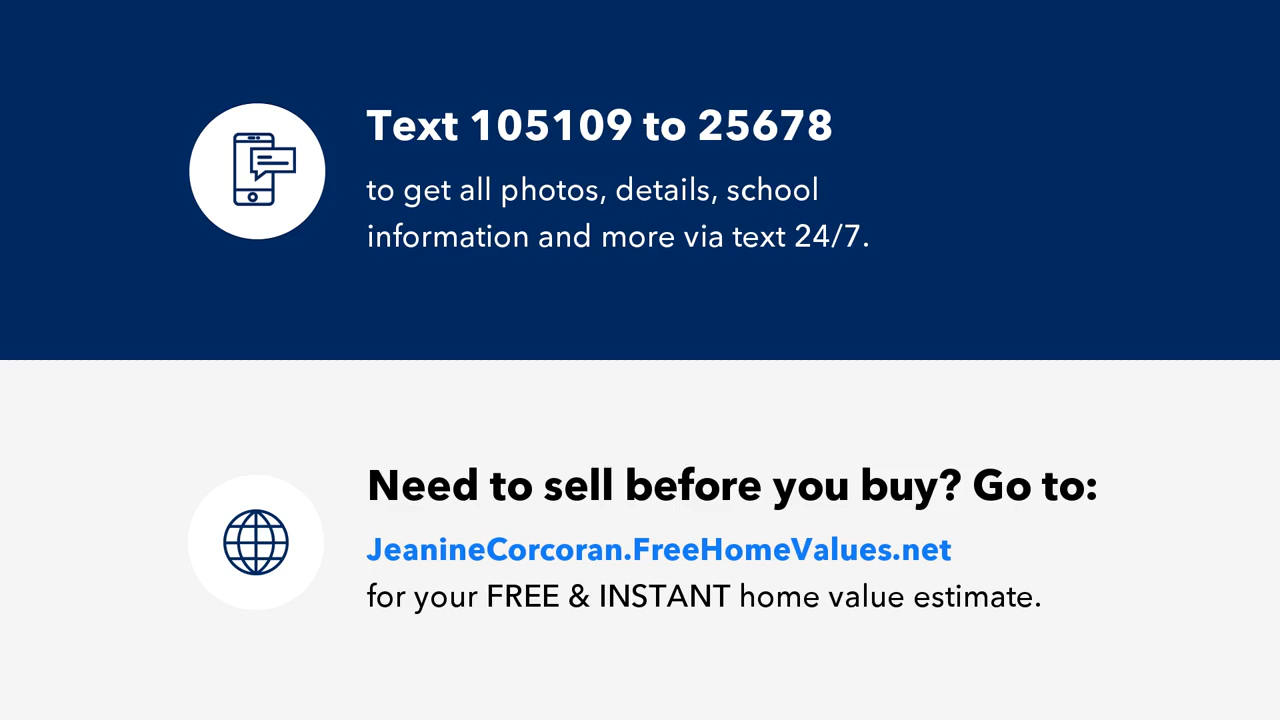 Text 105109 to 25678
to get all photos, details, school
information and more via text 24/7.
Need to sell before you buy? Go to:
JeanineCorcoran.FreeHomeValues.net
for your FREE & INSTANT home value estimate.